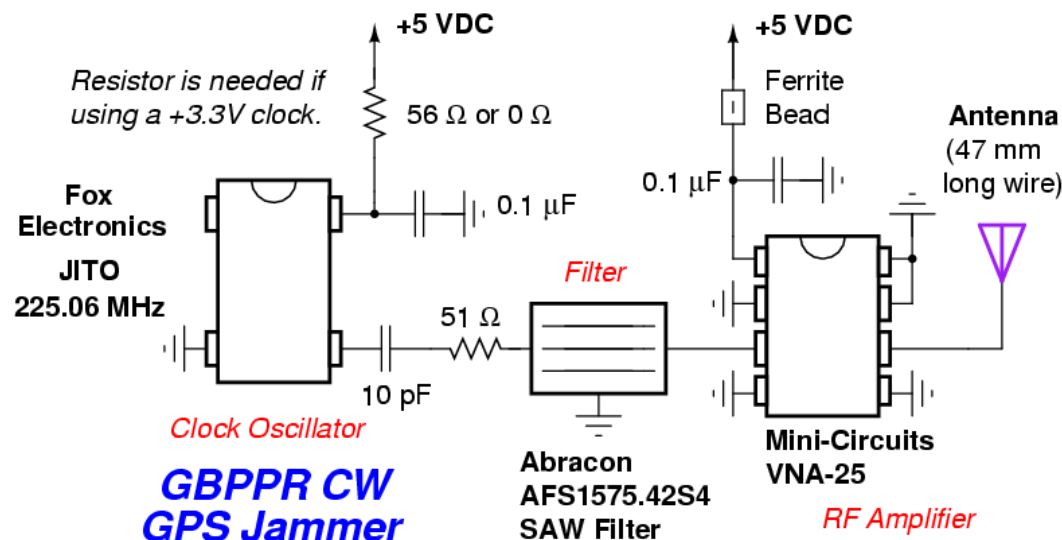 +5 VDC
Resistor is needed if
using a +3.3V clock.
56 Ω or 0 Ω
0.1 µF
Fox
Electronics
JITO
225.06 MHz
10 pF
51 Ω
Clock Oscillator
GBPPR CW
GPS Jammer
Filter
Abracon
AFS1575.42S4
SAW Filter
+5 VDC
Ferrite
Bead
0.1 µF
Antenna
(47 mm
long wire)
Mini-Circuits
VNA-25
RF Amplifier